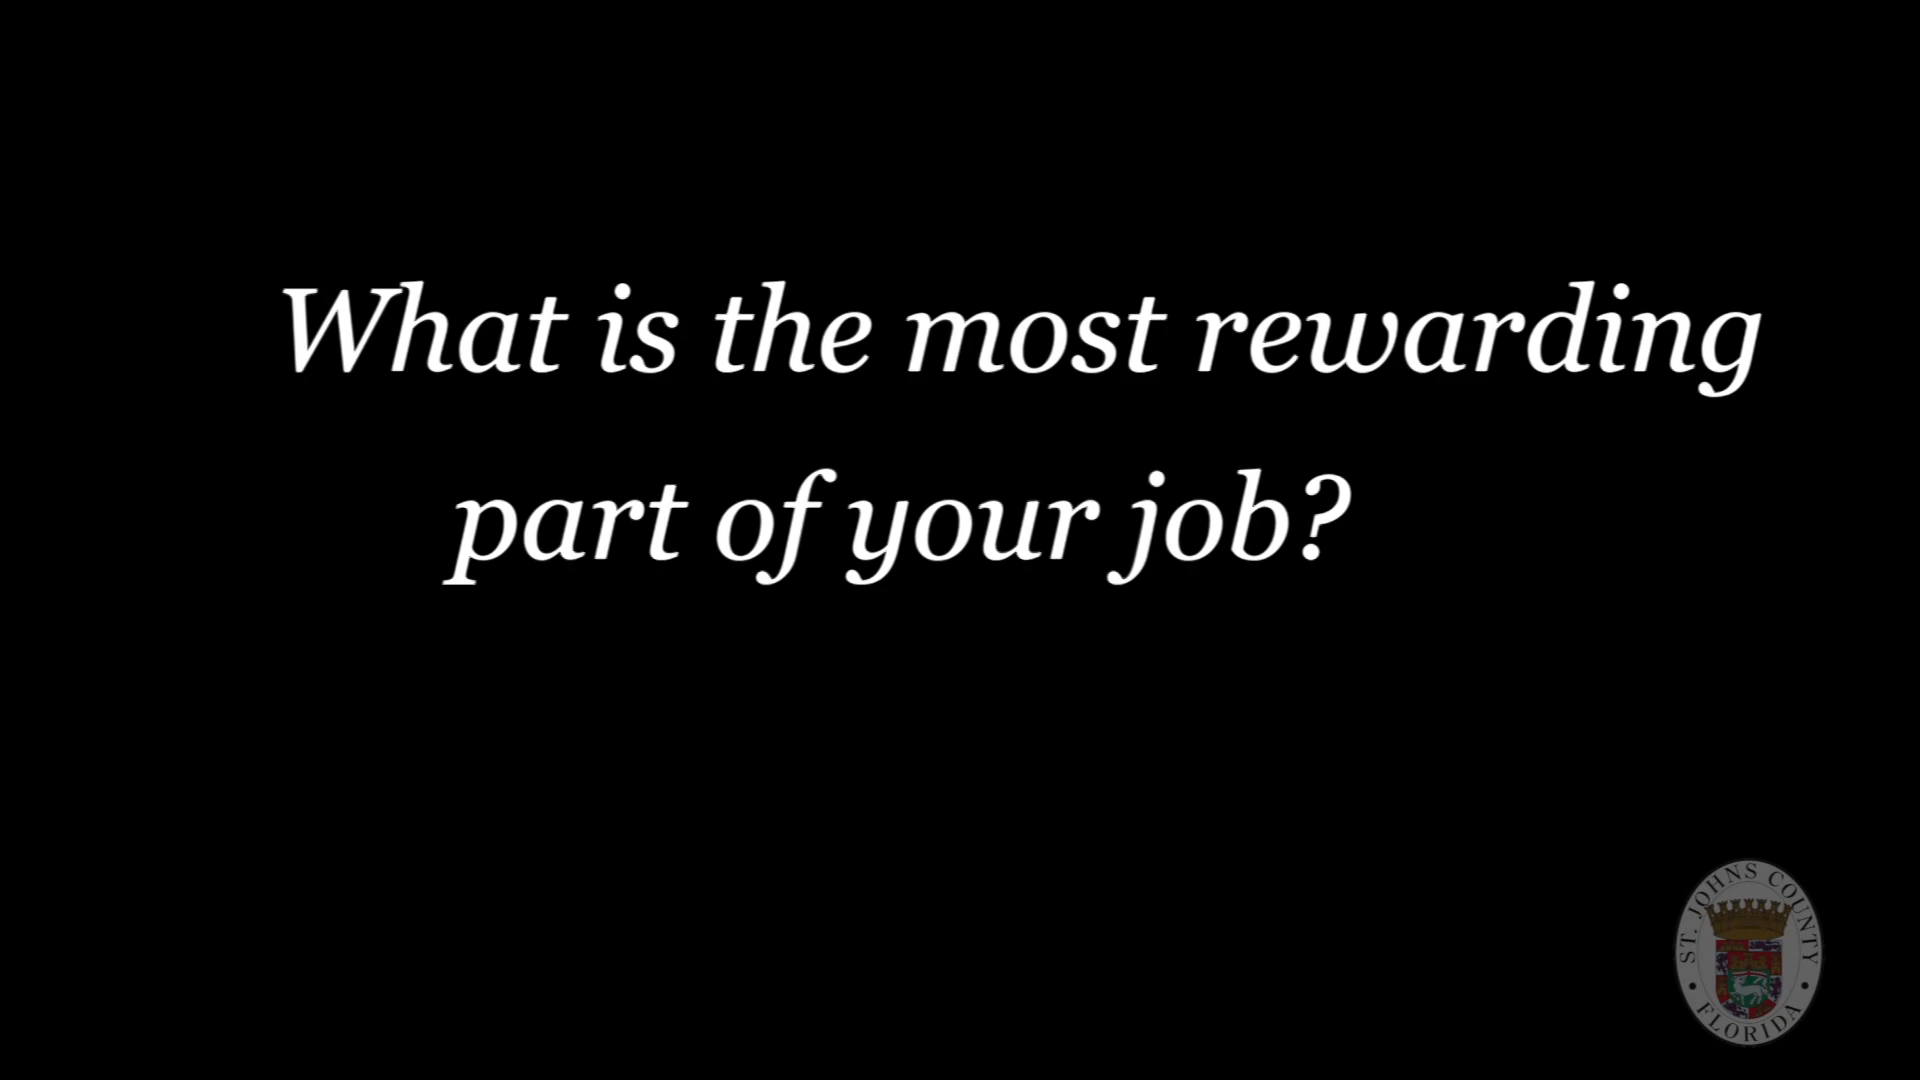 What is the most rewarding
part of your job?
ST. JOHNS COUNTY
FLORIDA